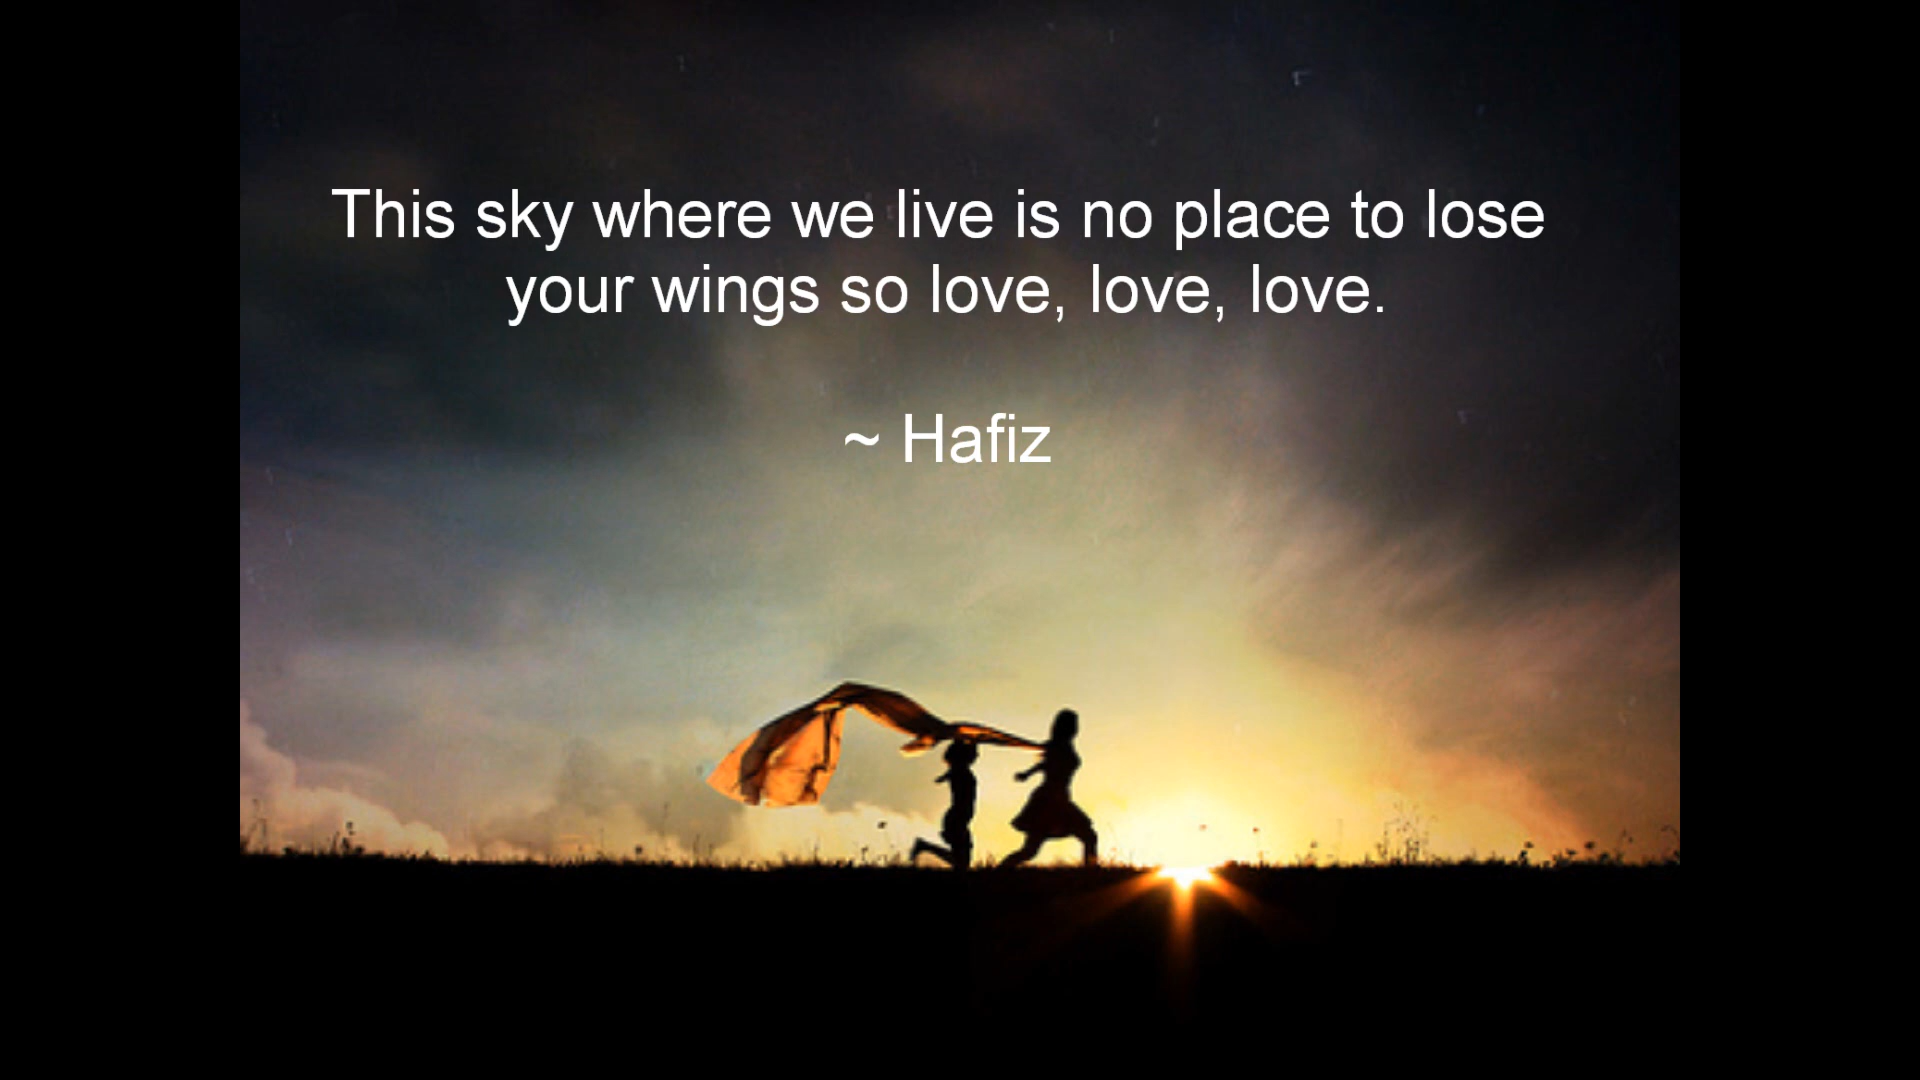 This sky where we live is no place to lose
your wings so love, love, love.
~ Hafiz